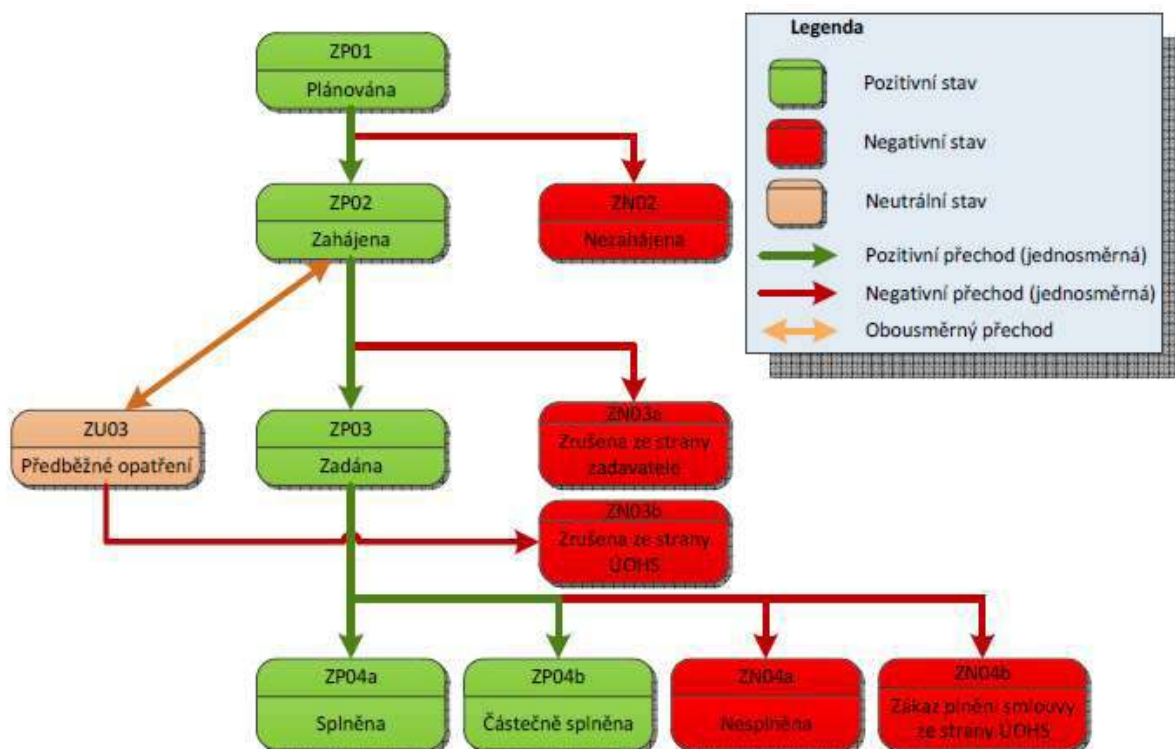 Legenda
Pozitivní stav
Negativní stav
Neutrální stav
Pozitivní přechod (jednosměrná)
Negativní přechod (jednosměrná)
Obousměrný přechod
ZP01
Plánována
ZP02
Zahájena
ZN02
Nezahájena
ZU03
Předběžné opatření
ZP03
Zadána
ZN03a
Zrušena ze strany
zadavatele
ZN03b
Zrušena ze strany
ÚOHS
ZP04a
Splněna
ZP04b
Částečně splněna
ZN04a
Nesplněna
ZN04b
Zákaz plnění smlouvy
ze strany ÚOHS